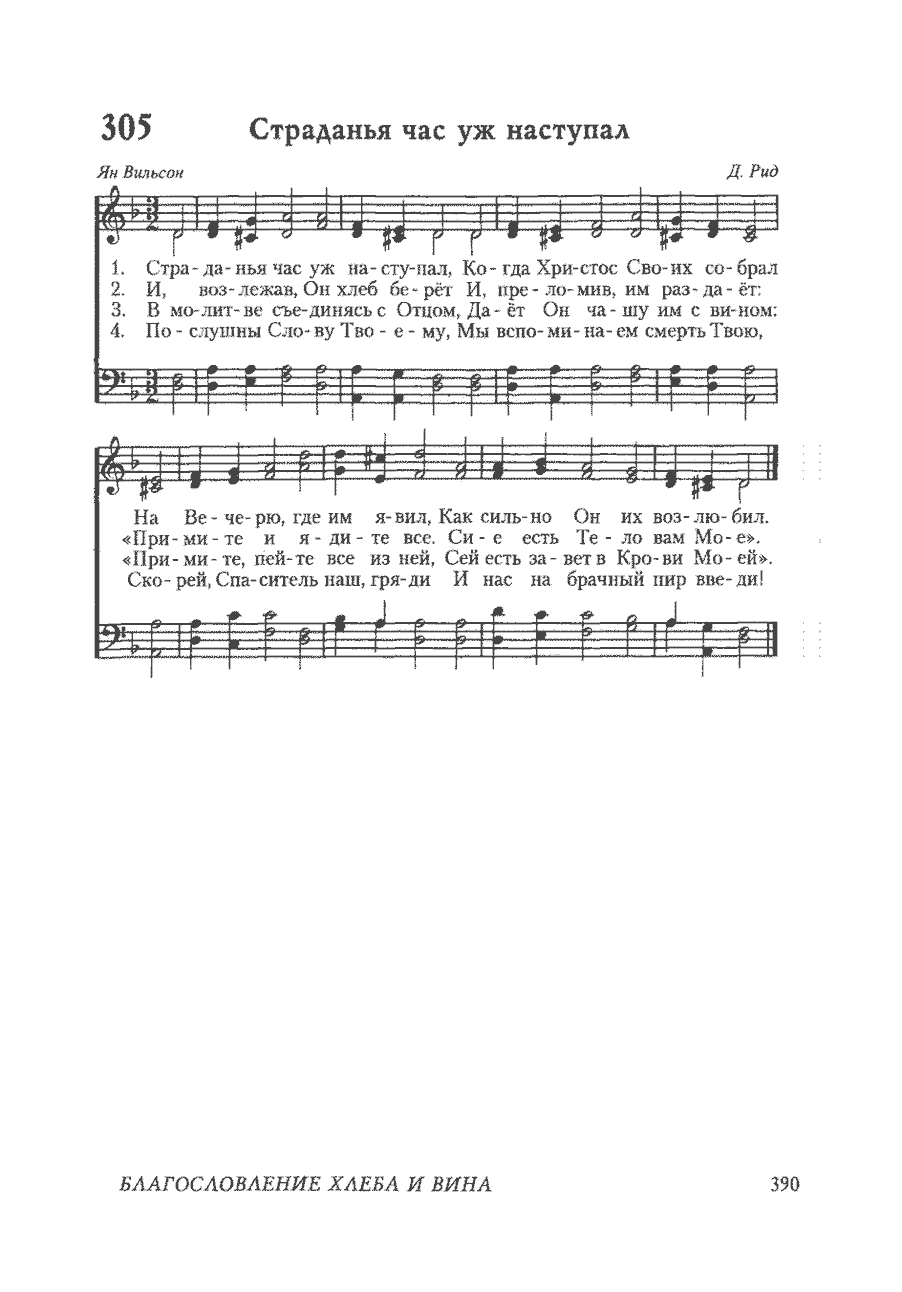 305 Страданья час уж наступал
Ян Вильсон Д. Рид
1. Стра- да- нья час уж на- сту-пал, Ко- гда Хри-стос Сво-их со- брал
2. И, воз- лежав, Он хлеб бе- рёт И, пре- ло- мив, им раз- да- ёт:
3. В мо-лит- ве съе-динясь с Отцом, Да- ёт Он ча- шу им с ви-ном:
4. По - слушны Сло- ву Тво - е - му, Мы вспо- ми- на- ем смерть Твою,
На Ве- че- рю, где им я- вил, Как силь-но Он их воз- лю- бил.
«При- ми- те и я - ди - те все. Си - е есть Те - ло вам Мо- е».
«При- ми- те, пей-те все из ней, Сей есть за- вет в Кро- ви Мо- ей».
Ско- рей, Спа-ситель наш, гря-ди И нас на брачный пир вве- ди!
БЛАГОСЛОВЛЕНИЕ ХЛЕБА И ВИНА 390